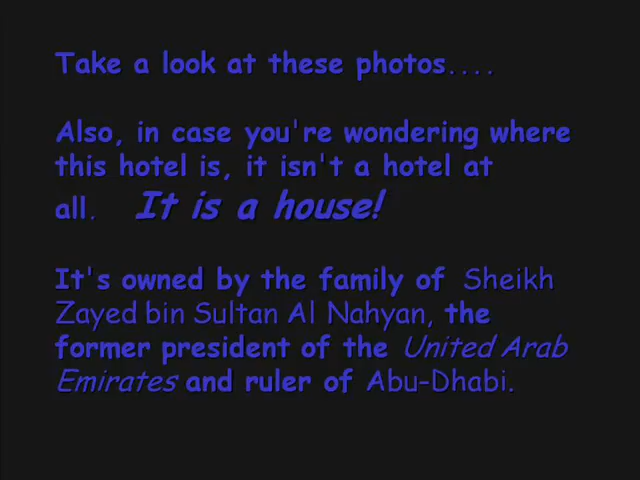 Take a look at these photos....
Also, in case you're wondering where
this hotel is, it isn't a hotel at
all. It is a house!
It's owned by the family of Sheikh
Zayed bin Sultan Al Nahyan, the
former president of the United Arab
Emirates and ruler of Abu-Dhabi.